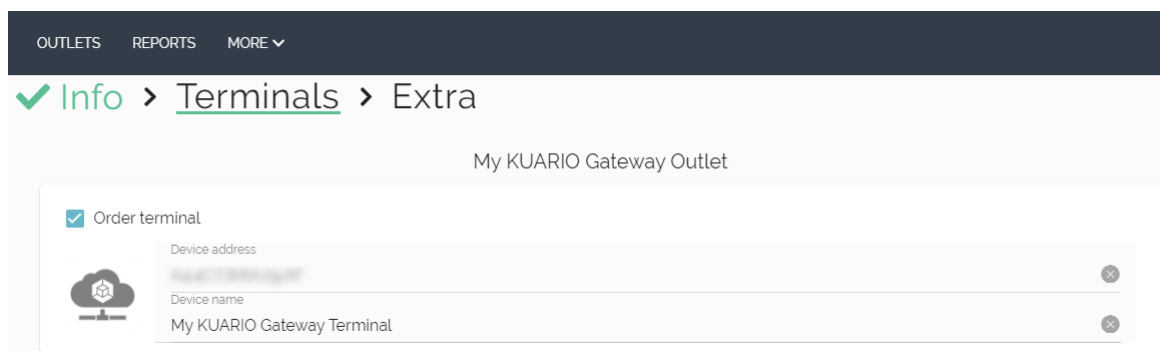 OUTLETS REPORTS MORE
Info > Terminals > Extra
My KUARIO Gateway Outlet
Order terminal
Device address
Device name
My KUARIO Gateway Terminal